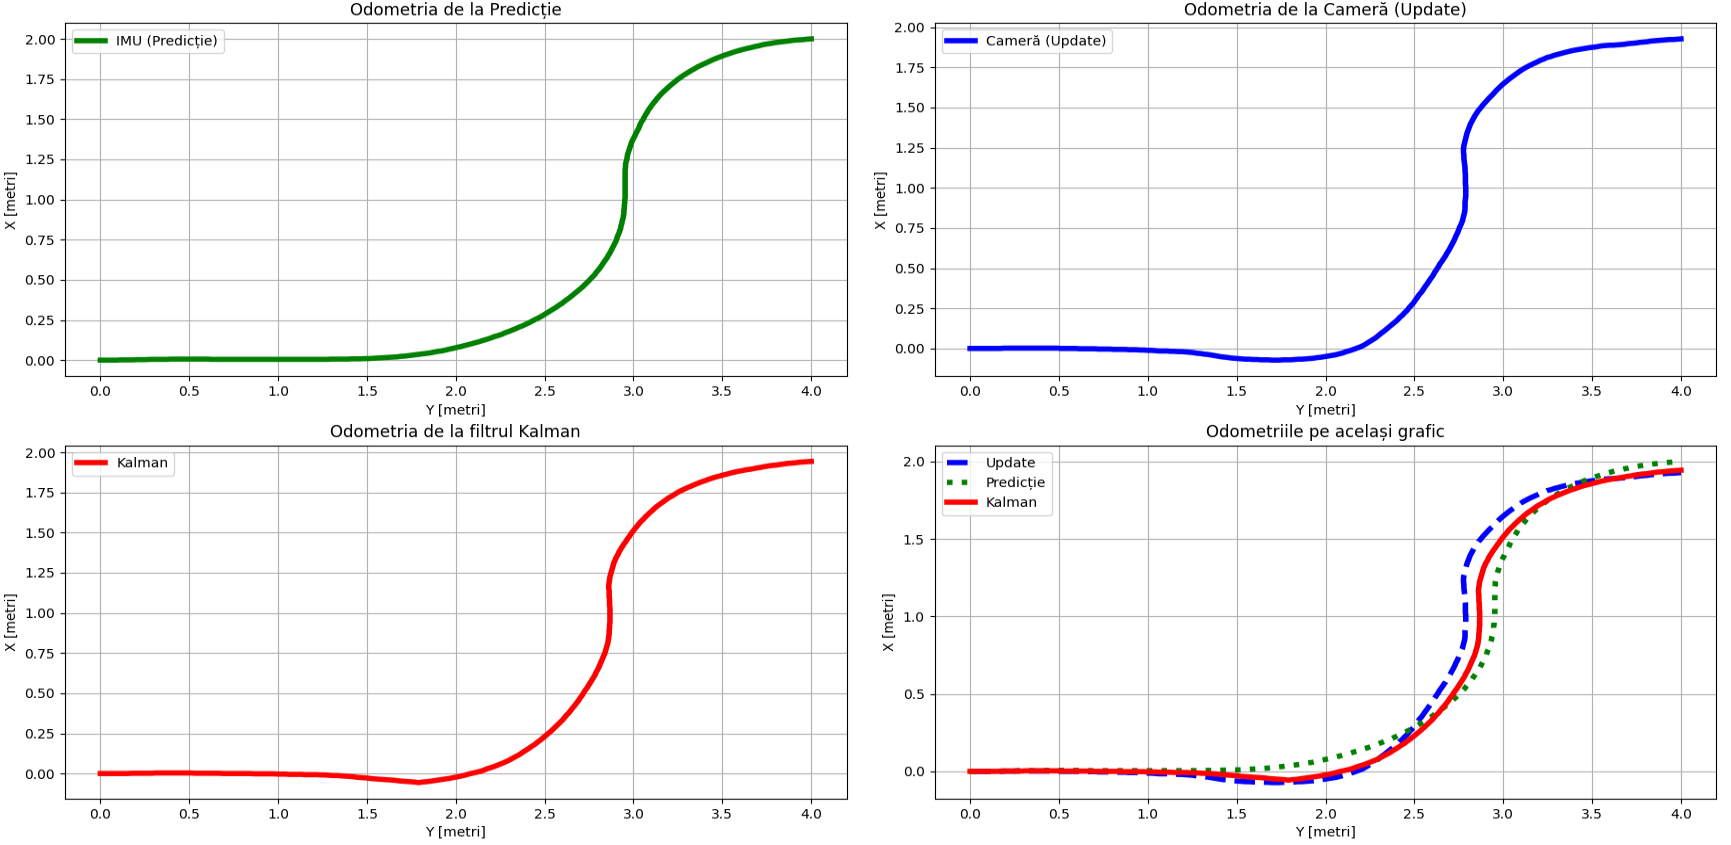 Odometria de la Predicție
IMU (Predicție)
2.00
1.75
1.50
1.25
1.00
0.75
0.50
0.25
0.00
X [metri]
0.0 0.5 1.0 1.5 2.0 2.5 3.0 3.5 4.0
Y [metri]
Odometria de la Cameră (Update)
Cameră (Update)
2.00
1.75
1.50
1.25
1.00
0.75
0.50
0.25
0.00
X [metri]
0.0 0.5 1.0 1.5 2.0 2.5 3.0 3.5 4.0
Y [metri]
Odometria de la filtrul Kalman
Kalman
2.00
1.75
1.50
1.25
1.00
0.75
0.50
0.25
0.00
X [metri]
0.0 0.5 1.0 1.5 2.0 2.5 3.0 3.5 4.0
Y [metri]
Odometriile pe același grafic
Update
Predicție
Kalman
2.0
1.5
1.0
0.5
0.0
X [metri]
0.0 0.5 1.0 1.5 2.0 2.5 3.0 3.5 4.0
Y [metri]